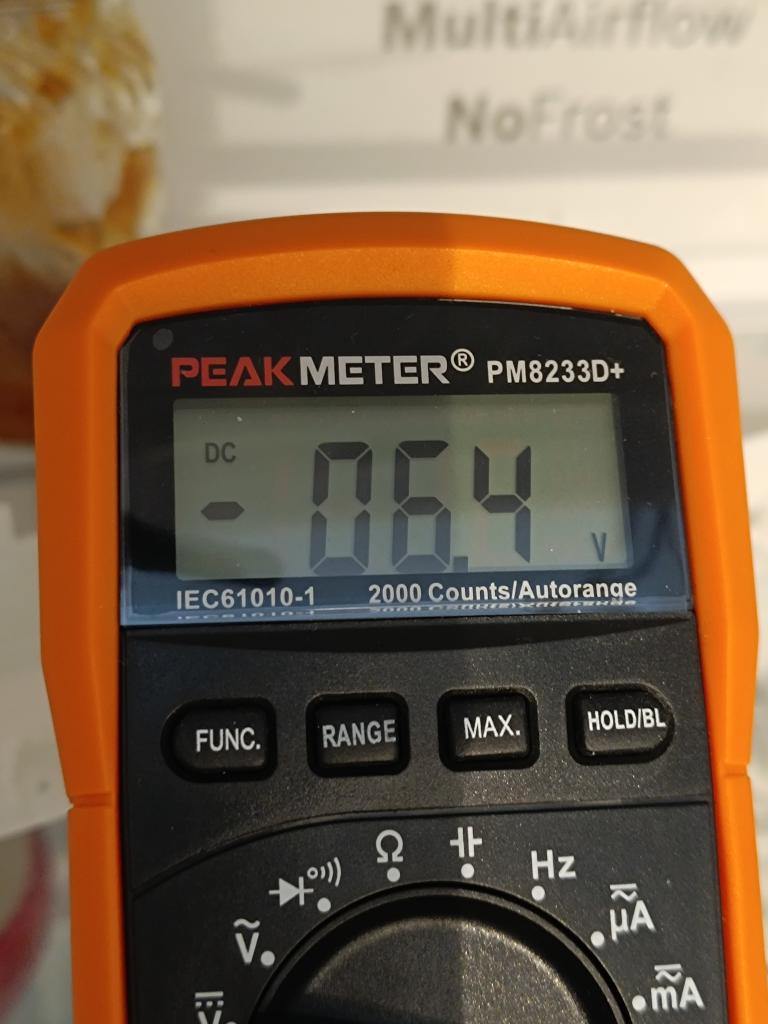 MultiAirflow
NoFrost
PEAKMETER® PM8233D+
DC
- 06.4 V
IEC61010-1 2000 Counts/Autorange
FUNC. RANGE MAX. HOLD/BL
Ω Hz
μA
mA
V
V